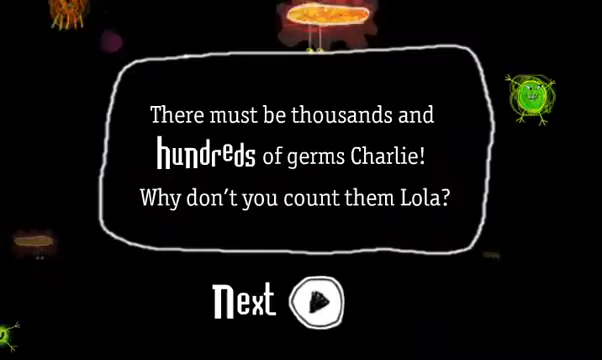 There must be thousands and
hundreds of germs Charlie!
Why don't you count them Lola?
Next